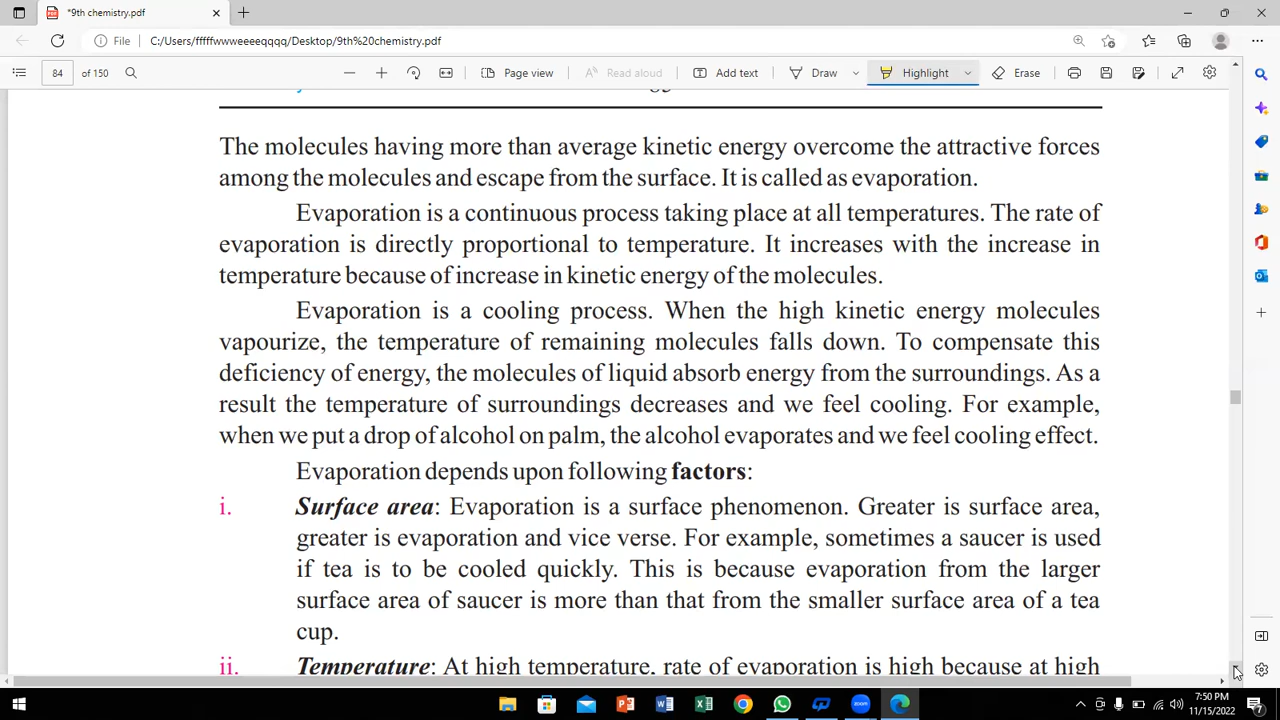 *9th chemistry.pdf
File C:/Users/fffffwwweeeeqqqq/Desktop/9th%20chemistry.pdf
84 of 150 Page view Read aloud Add text Draw Highlight Erase
The molecules having more than average kinetic energy overcome the attractive forces
among the molecules and escape from the surface. It is called as evaporation.
Evaporation is a continuous process taking place at all temperatures. The rate of
evaporation is directly proportional to temperature. It increases with the increase in
temperature because of increase in kinetic energy of the molecules.
Evaporation is a cooling process. When the high kinetic energy molecules
vapourize, the temperature of remaining molecules falls down. To compensate this
deficiency of energy, the molecules of liquid absorb energy from the surroundings. As a
result the temperature of surroundings decreases and we feel cooling. For example,
when we put a drop of alcohol on palm, the alcohol evaporates and we feel cooling effect.
Evaporation depends upon following factors:
i. Surface area: Evaporation is a surface phenomenon. Greater is surface area,
greater is evaporation and vice verse. For example, sometimes a saucer is used
if tea is to be cooled quickly. This is because evaporation from the larger
surface area of saucer is more than that from the smaller surface area of a tea
cup.
ii. Temperature: At high temperature, rate of evaporation is high because at high
7:50 PM
11/15/2022